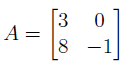 A = [3 0
8 -1]